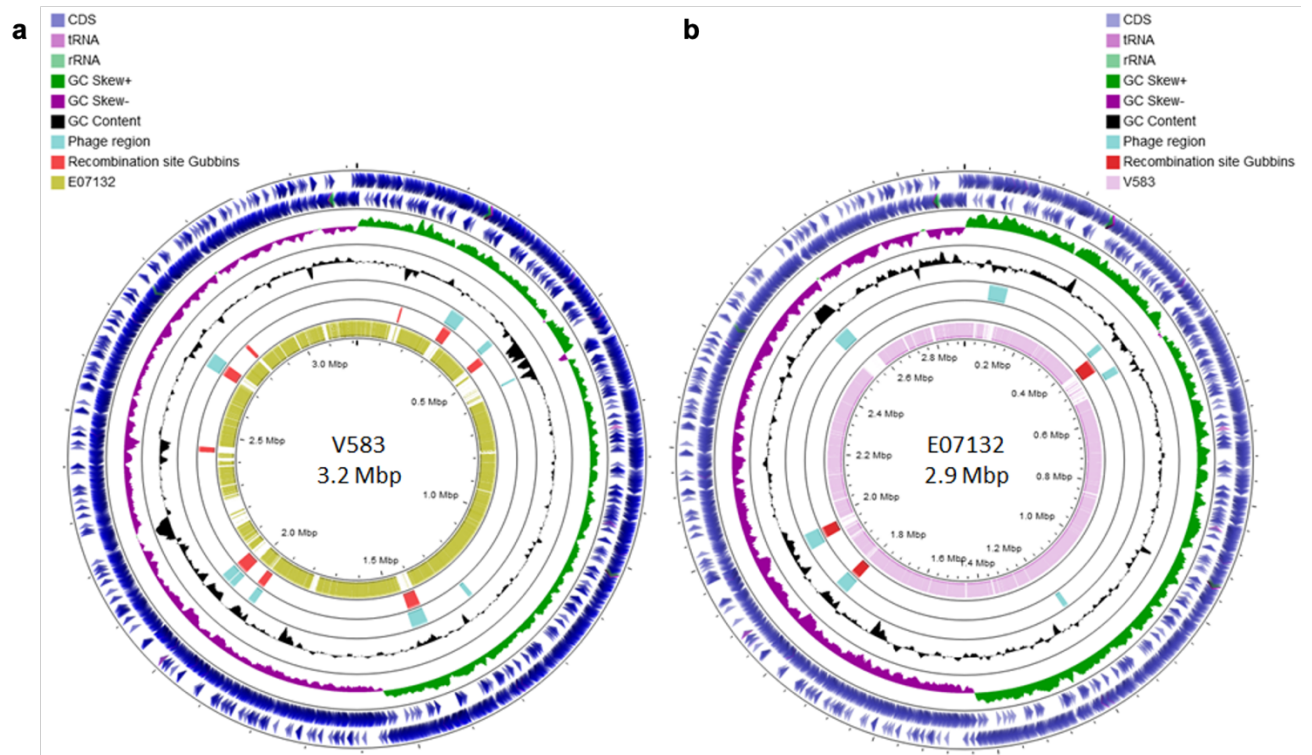 a
CDS
tRNA
rRNA
GC Skew+
GC Skew-
GC Content
Phage region
Recombination site Gubbins
E07132
3.0 Mbp
0.5 Mbp
2.5 Mbp
V583
3.2 Mbp
1.0 Mbp
2.0 Mbp
1.5 Mbp
b
CDS
tRNA
rRNA
GC Skew+
GC Skew-
GC Content
Phage region
Recombination site Gubbins
V583
2.8 Mbp
0.2 Mbp
2.6 Mbp
0.4 Mbp
2.4 Mbp
0.6 Mbp
E07132
2.9 Mbp
2.2 Mbp
0.8 Mbp
2.0 Mbp
1.0 Mbp
1.8 Mbp
1.2 Mbp
1.6 Mbp
1.4 Mbp